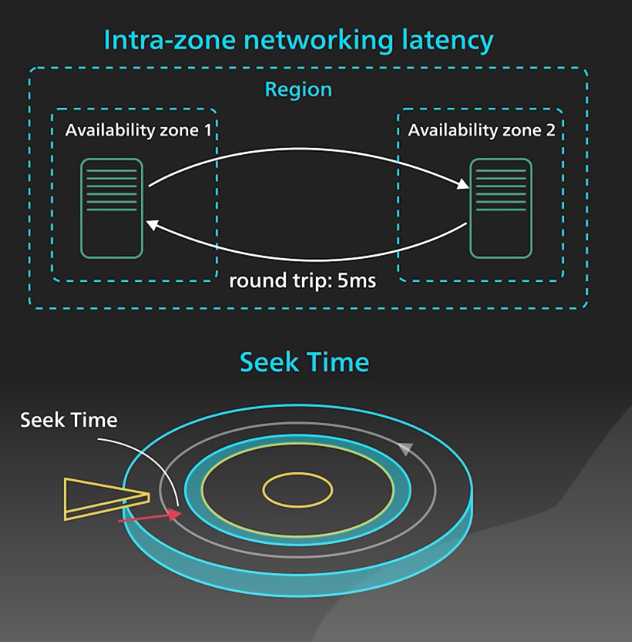 Intra-zone networking latency
Region
Availability zone 1
Availability zone 2
round trip: 5ms
Seek Time
Seek Time